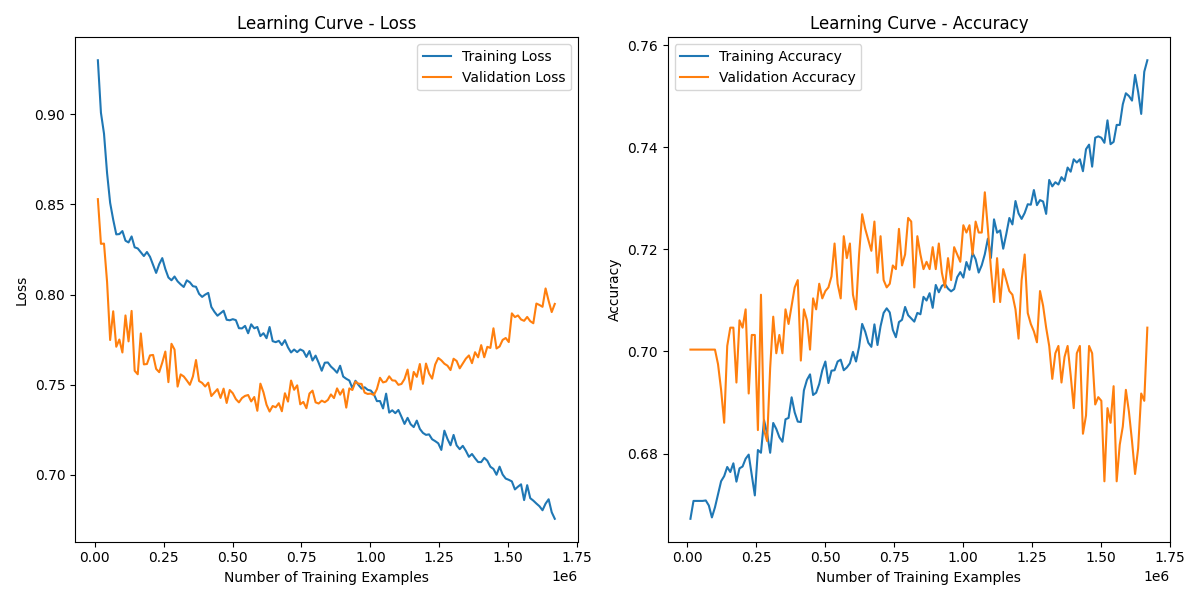 Learning Curve - Loss
Training Loss
Validation Loss
0.90
0.85
0.80
0.75
0.70
Loss
0.00 0.25 0.50 0.75 1.00 1.25 1.50 1.75
1e6
Number of Training Examples
Learning Curve - Accuracy
Training Accuracy
Validation Accuracy
0.76
0.74
0.72
0.70
0.68
Accuracy
0.00 0.25 0.50 0.75 1.00 1.25 1.50 1.75
1e6
Number of Training Examples